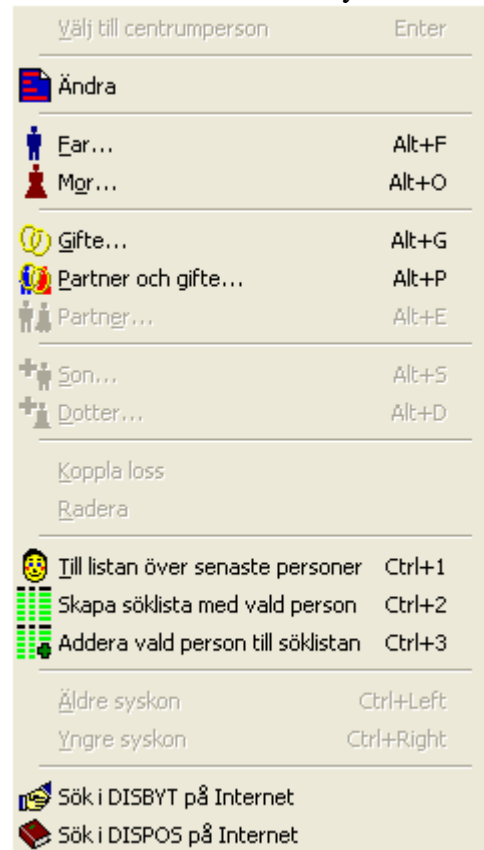 Välj till centrumperson Enter
Ändra
Far... Alt+F
Mor... Alt+O
Gifte... Alt+G
Partner och gifte... Alt+P
Partner... Alt+E
Son... Alt+S
Dotter... Alt+D
Koppla loss
Radera
Till listan över senaste personer Ctrl+1
Skapa söklista med vald person Ctrl+2
Addera vald person till söklistan Ctrl+3
Äldre syskon Ctrl+Left
Yngre syskon Ctrl+Right
Sök i DISBYT på Internet
Sök i DISPOS på Internet